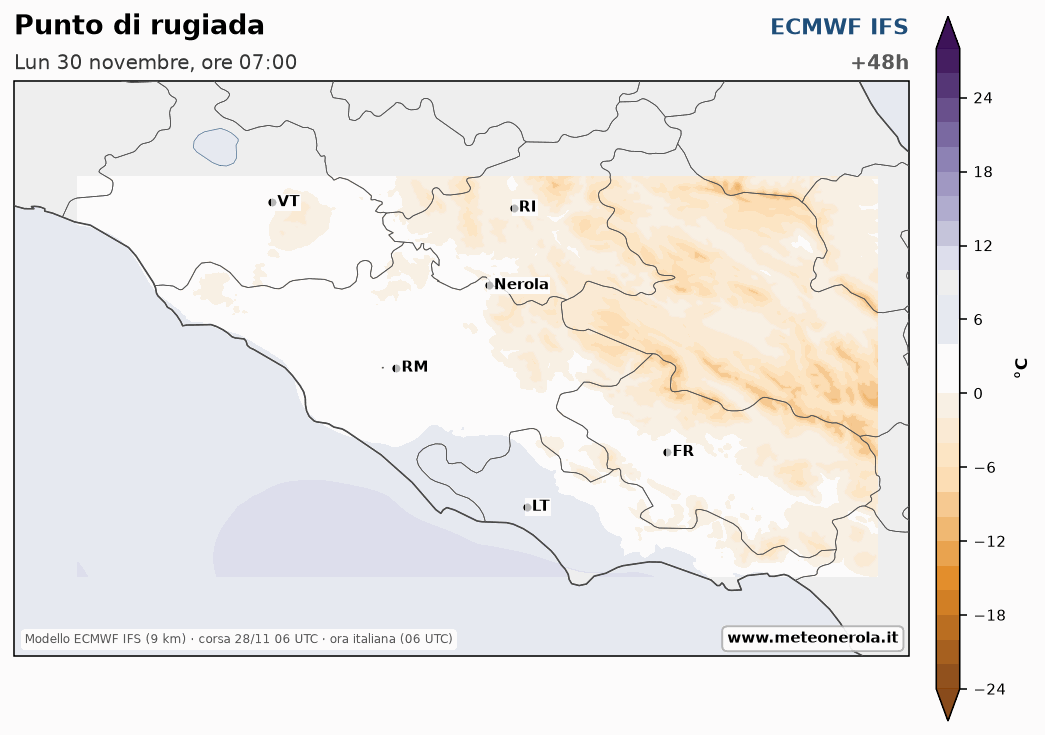 Punto di rugiada
ECMWF IFS
Lun 30 novembre, ore 07:00
+48h
VT
RI
Nerola
RM
FR
LT
24
18
12
6
0
−6
−12
−18
−24
°C
Modello ECMWF IFS (9 km) · corsa 28/11 06 UTC · ora italiana (06 UTC)
www.meteonerola.it